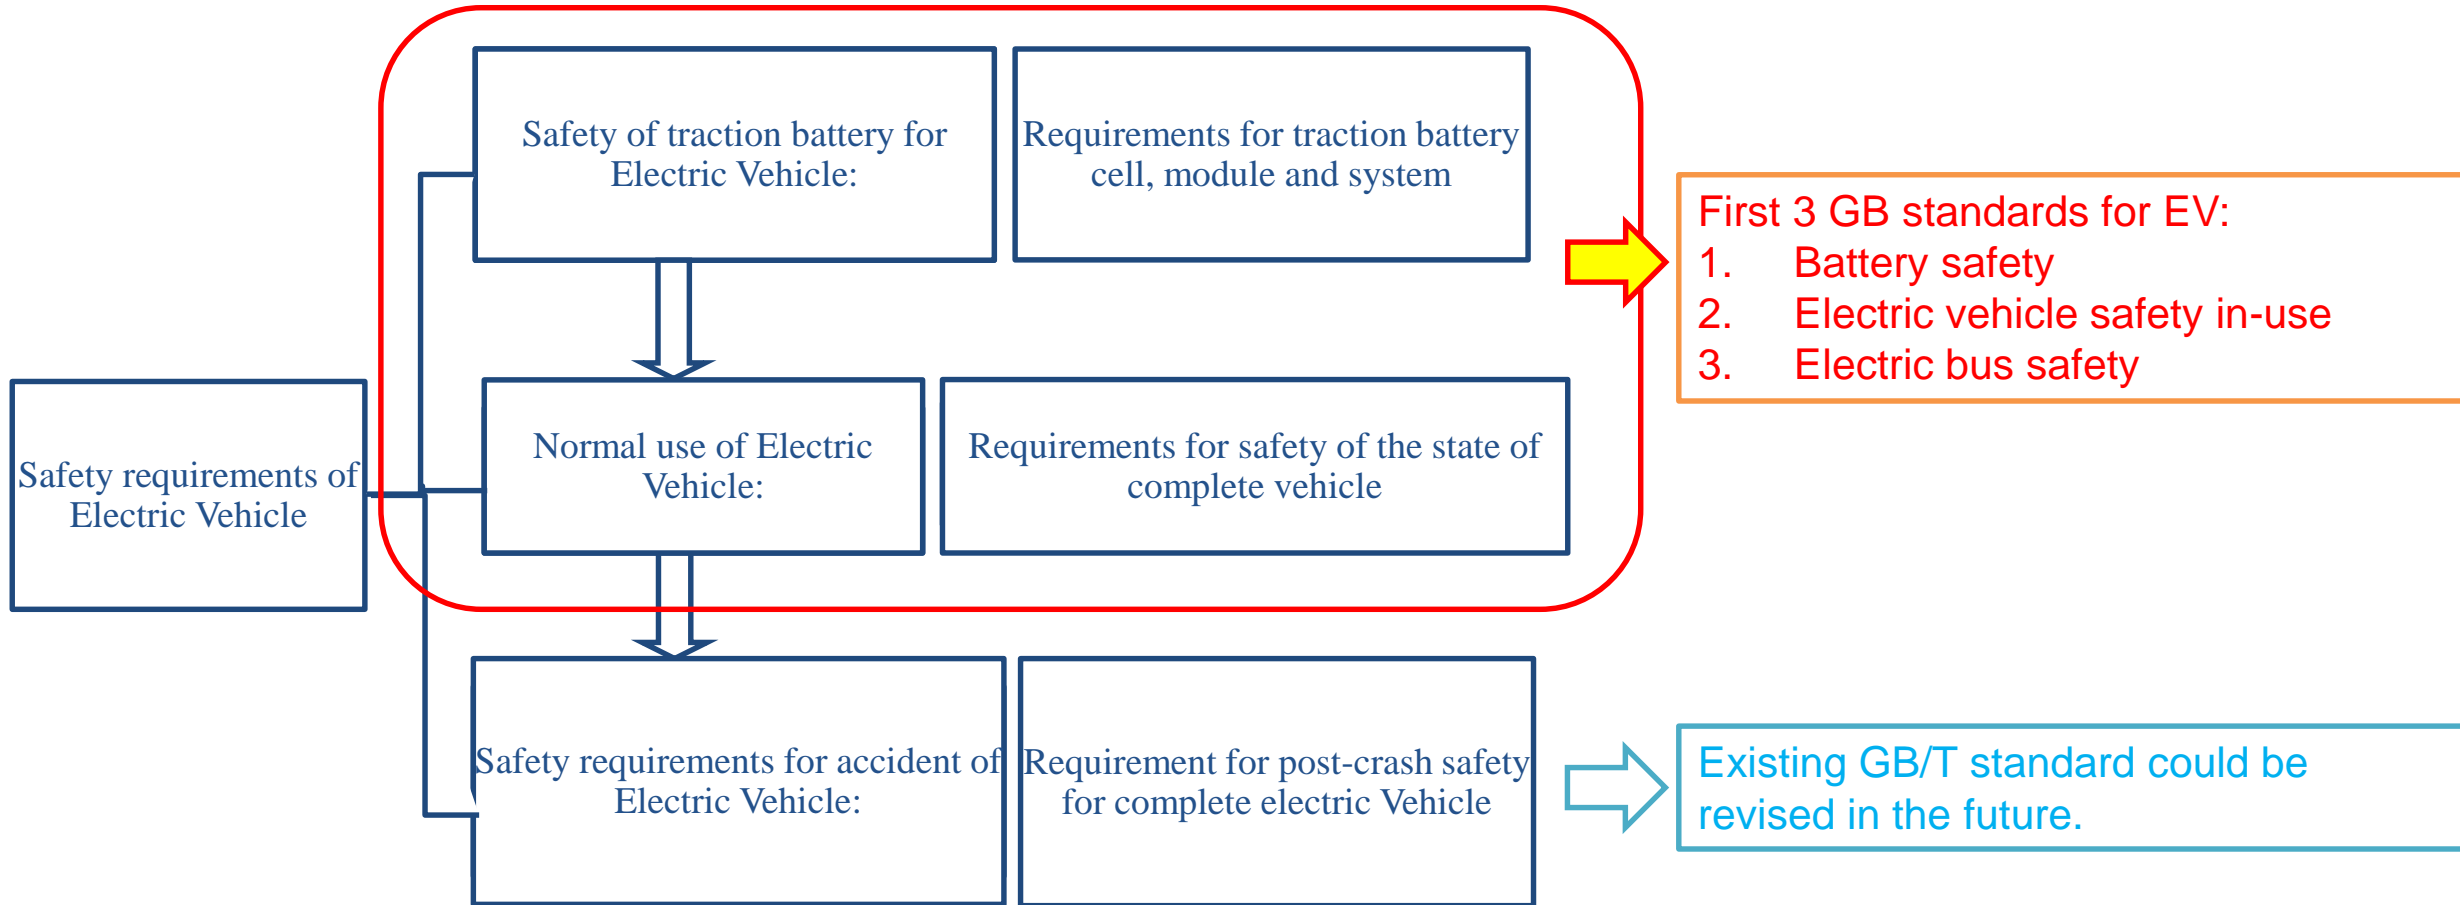 Safety of traction battery for
Electric Vehicle:
Requirements for traction battery
cell, module and system
First 3 GB standards for EV:
1. Battery safety
2. Electric vehicle safety in-use
3. Electric bus safety
Safety requirements of
Electric Vehicle
Normal use of Electric
Vehicle:
Requirements for safety of the state of
complete vehicle
Safety requirements for accident of
Electric Vehicle:
Requirement for post-crash safety
for complete electric Vehicle
Existing GB/T standard could be
revised in the future.